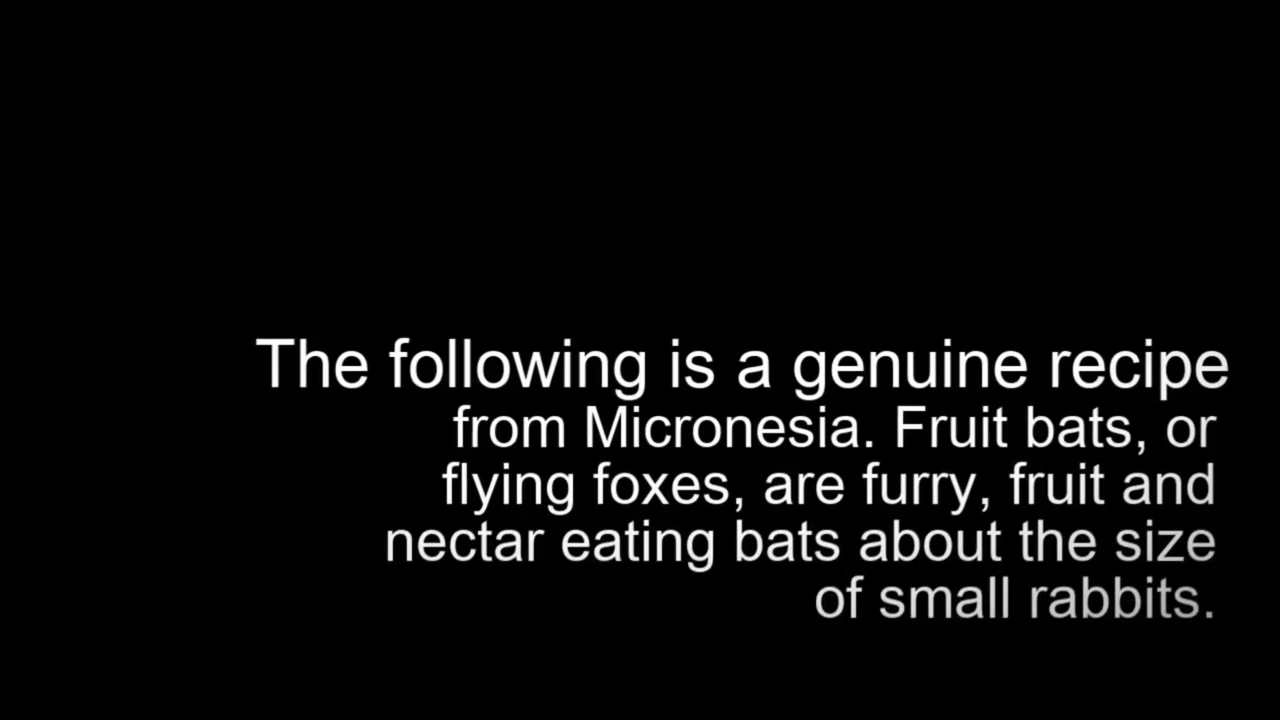 The following is a genuine recipe
from Micronesia. Fruit bats, or
flying foxes, are furry, fruit and
nectar eating bats about the size
of small rabbits.